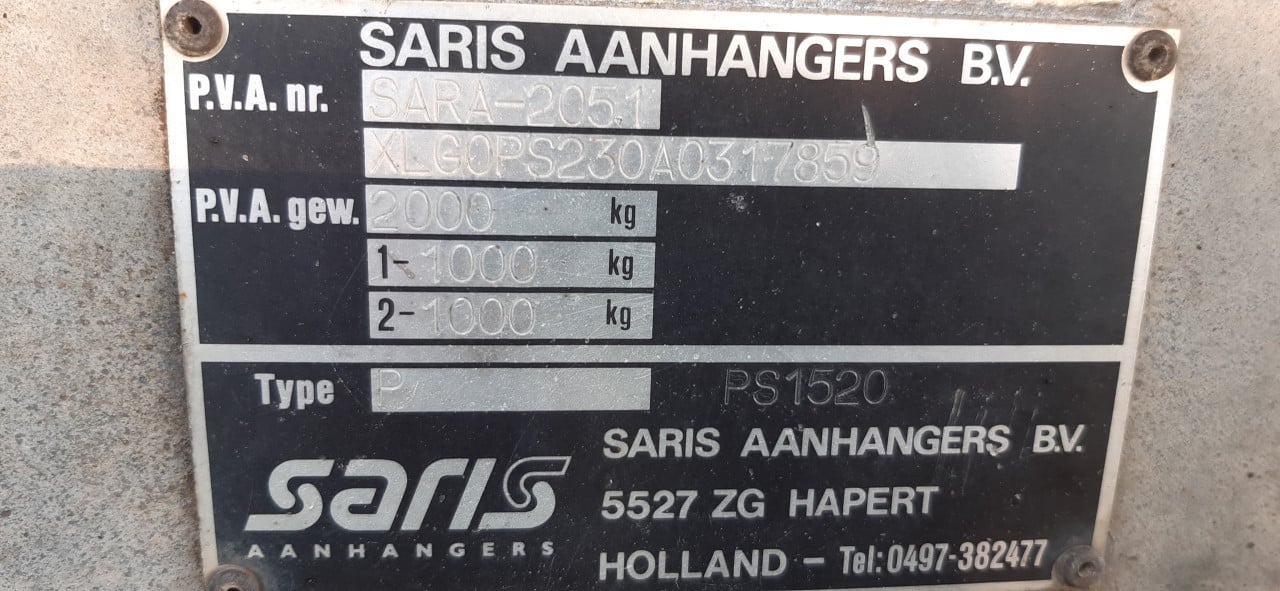 SARIS AANHANGERS B.V.
P.V.A. nr. SARA-2051
XLG0PS230A0317859
P.V.A. gew. 2000 kg
1- 1000 kg
2- 1000 kg
Type P PS1520
SARIS AANHANGERS B.V.
5527 ZG HAPERT
HOLLAND - Tel: 0497-382477
saris
AANHANGERS